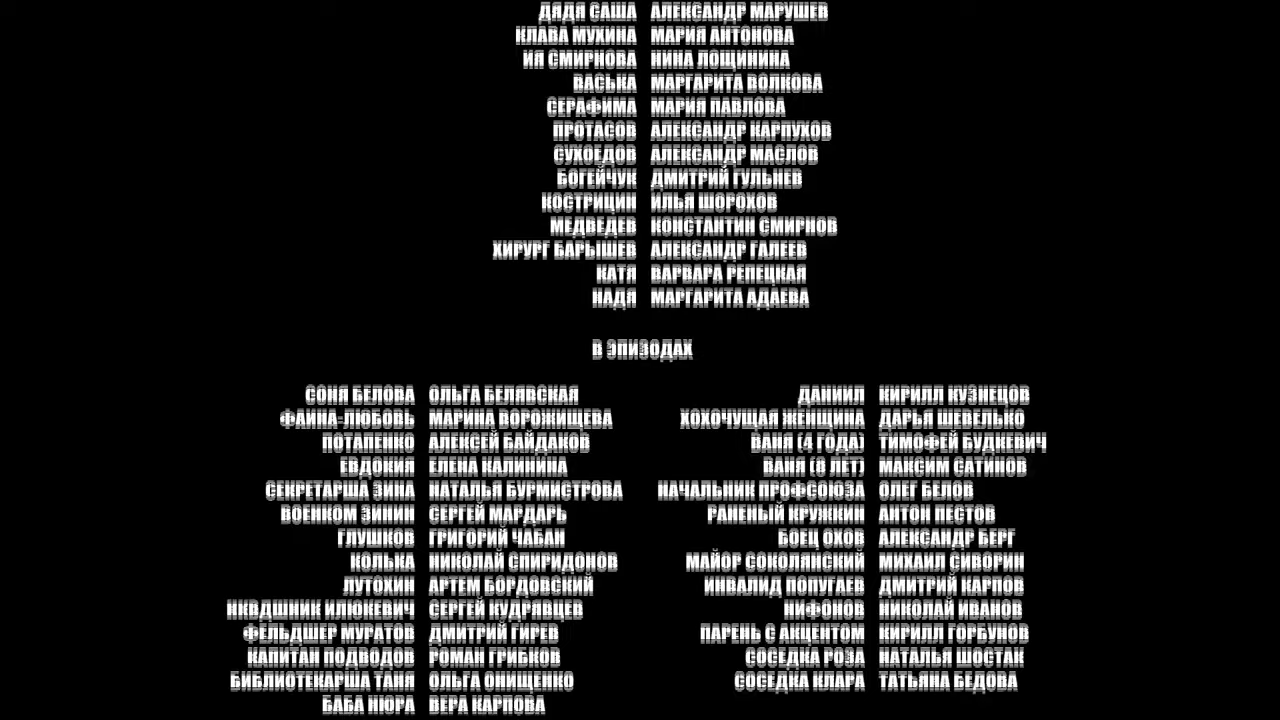 ДЯДЯ САША АЛЕКСАНДР МАРУШЕВ
КЛАВА МУХИНА МАРИЯ АНТОНОВА
ИЯ СМИРНОВА НИНА ЛОЩИНИНА
ВАСЬКА МАРГАРИТА ВОЛКОВА
СЕРАФИМА МАРИЯ ПАВЛОВА
ПРОТАСОВ АЛЕКСАНДР КАРПУХОВ
СУХОЕДОВ АЛЕКСАНДР МАСЛОВ
БОГЕЙЧУК ДМИТРИЙ ГУЛЬНЕВ
КОСТРИЦИН ИЛЬЯ ШОРОХОВ
МЕДВЕДЕВ КОНСТАНТИН СМИРНОВ
ХИРУРГ БАРЫШЕВ АЛЕКСАНДР ГАЛЕЕВ
КАТЯ ВАРВАРА РЕПЕЦКАЯ
НАДЯ МАРГАРИТА АДАЕВА
В ЭПИЗОДАХ
СОНЯ БЕЛОВА ОЛЬГА БЕЛЯВСКАЯ
ФАИНА-ЛЮБОВЬ МАРИНА ВОРОЖИЩЕВА
ПОТАПЕНКО АЛЕКСЕЙ БАЙДАКОВ
ЕВДОКИЯ ЕЛЕНА КАЛИНИНА
СЕКРЕТАРША ЗИНА НАТАЛЬЯ БУРМИСТРОВА
ВОЕНКОМ ЗИНИН СЕРГЕЙ МАРДАРЬ
ГЛУШКОВ ГРИГОРИЙ ЧАБАН
КОЛЬКА НИКОЛАЙ СПИРИДОНОВ
ЛУТОХИН АРТЕМ БОРДОВСКИЙ
НКВДШНИК ИЛЮКЕВИЧ СЕРГЕЙ КУДРЯВЦЕВ
ФЕЛЬДШЕР МУРАТОВ ДМИТРИЙ ГИРЕВ
КАПИТАН ПОДВОДОВ РОМАН ГРИБКОВ
БИБЛИОТЕКАРША ТАНЯ ОЛЬГА ОНИЩЕНКО
БАБА НЮРА ВЕРА КАРПОВА
ДАНИИЛ КИРИЛЛ КУЗНЕЦОВ
ХОХОЧУЩАЯ ЖЕНЩИНА ДАРЬЯ ШЕВЕЛЬКО
ВАНЯ (4 ГОДА) ТИМОФЕЙ БУДКЕВИЧ
ВАНЯ (8 ЛЕТ) МАКСИМ САТИНОВ
НАЧАЛЬНИК ПРОФСОЮЗА ОЛЕГ БЕЛОВ
РАНЕНЫЙ КРУЖКИН АНТОН ПЕСТОВ
БОЕЦ ОХОВ АЛЕКСАНДР БЕРГ
МАЙОР СОКОЛЯНСКИЙ МИХАИЛ СИВОРИН
ИНВАЛИД ПОПУГАЕВ ДМИТРИЙ КАРПОВ
НИФОНОВ НИКОЛАЙ ИВАНОВ
ПАРЕНЬ С АКЦЕНТОМ КИРИЛЛ ГОРБУНОВ
СОСЕДКА РОЗА НАТАЛЬЯ ШОСТАК
СОСЕДКА КЛАРА ТАТЬЯНА БЕДОВА